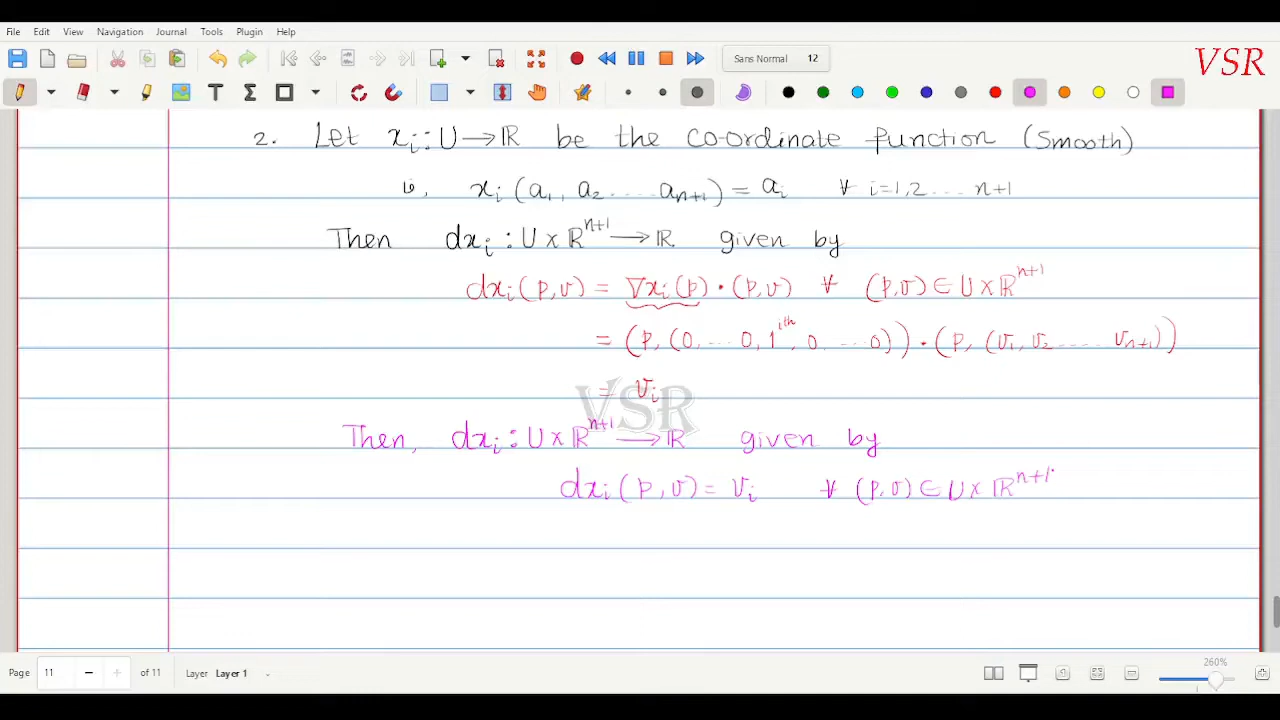 File Edit View Navigation Journal Tools Plugin Help
VSR
Sans Normal 12
2. Let xᵢ : U → ℝ be the co-ordinate function (Smooth)
ie, xᵢ(a₁, a₂ .... aₙ₊₁) = aᵢ ∀ i=1,2.... n+1
Then dxᵢ : U × ℝⁿ⁺¹ → ℝ given by
dxᵢ(p,v) = ∇xᵢ(p) · (p,v) ∀ (p,v) ∈ U × ℝⁿ⁺¹
= (p, (0, ... 0, 1ⁱᵗʰ, 0, ... 0)) · (p, (v₁, v₂ .... vₙ₊₁))
= vᵢ
VSR
Then, dxᵢ : U × ℝⁿ⁺¹ → ℝ given by
dxᵢ(p,v) = vᵢ ∀ (p,v) ∈ U × ℝⁿ⁺¹
Page 11 of 11 Layer Layer 1 260%